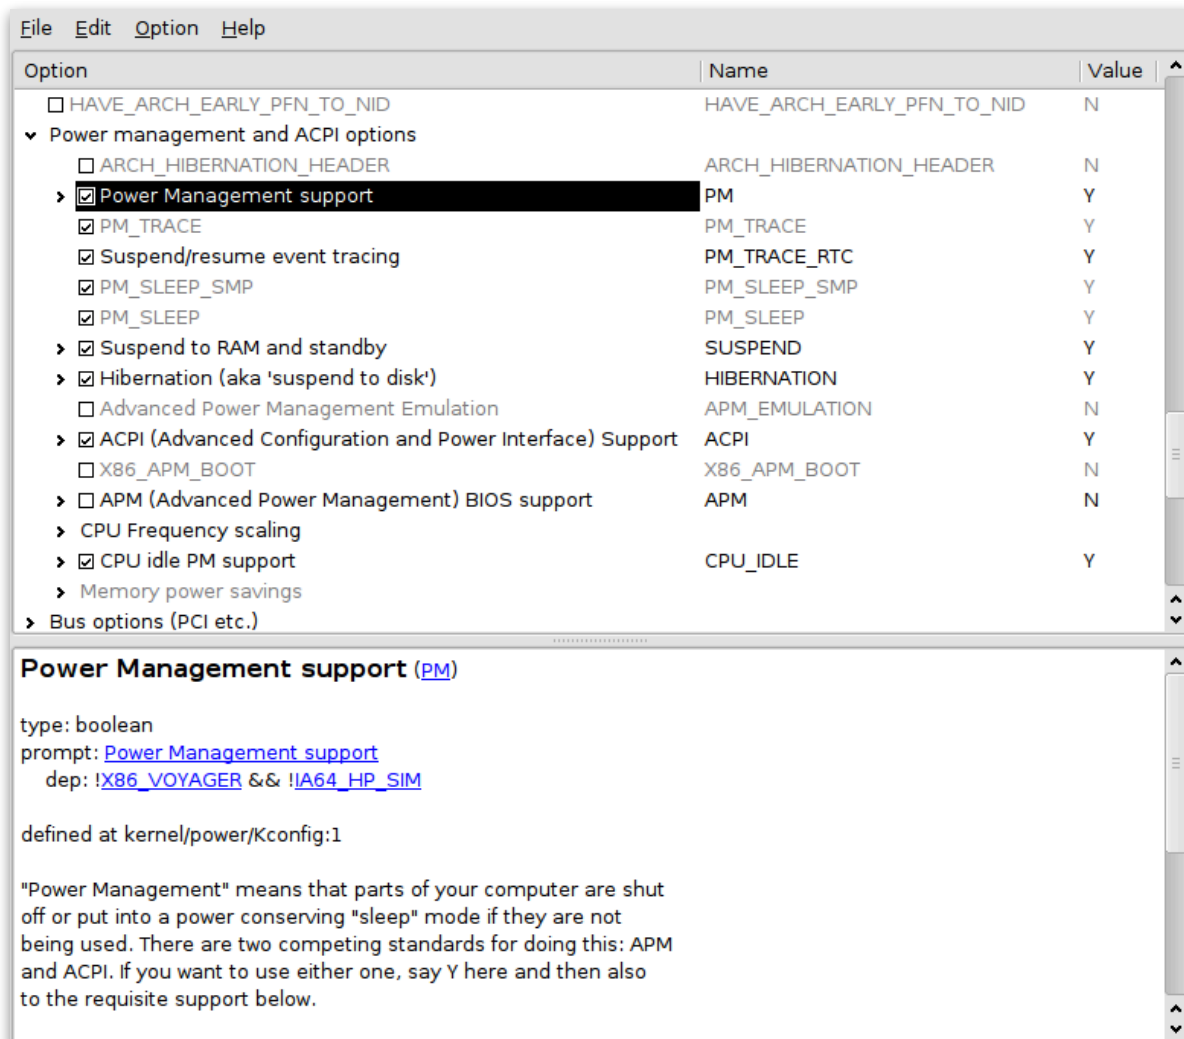 File Edit Option Help
Option Name Value
HAVE_ARCH_EARLY_PFN_TO_NID HAVE_ARCH_EARLY_PFN_TO_NID N
Power management and ACPI options
ARCH_HIBERNATION_HEADER ARCH_HIBERNATION_HEADER N
Power Management support PM Y
PM_TRACE PM_TRACE Y
Suspend/resume event tracing PM_TRACE_RTC Y
PM_SLEEP_SMP PM_SLEEP_SMP Y
PM_SLEEP PM_SLEEP Y
Suspend to RAM and standby SUSPEND Y
Hibernation (aka 'suspend to disk') HIBERNATION Y
Advanced Power Management Emulation APM_EMULATION N
ACPI (Advanced Configuration and Power Interface) Support ACPI Y
X86_APM_BOOT X86_APM_BOOT N
APM (Advanced Power Management) BIOS support APM N
CPU Frequency scaling
CPU idle PM support CPU_IDLE Y
Memory power savings
Bus options (PCI etc.)
Power Management support (PM)
type: boolean
prompt: Power Management support
dep: !X86_VOYAGER && !IA64_HP_SIM
defined at kernel/power/Kconfig:1
"Power Management" means that parts of your computer are shut
off or put into a power conserving "sleep" mode if they are not
being used. There are two competing standards for doing this: APM
and ACPI. If you want to use either one, say Y here and then also
to the requisite support below.